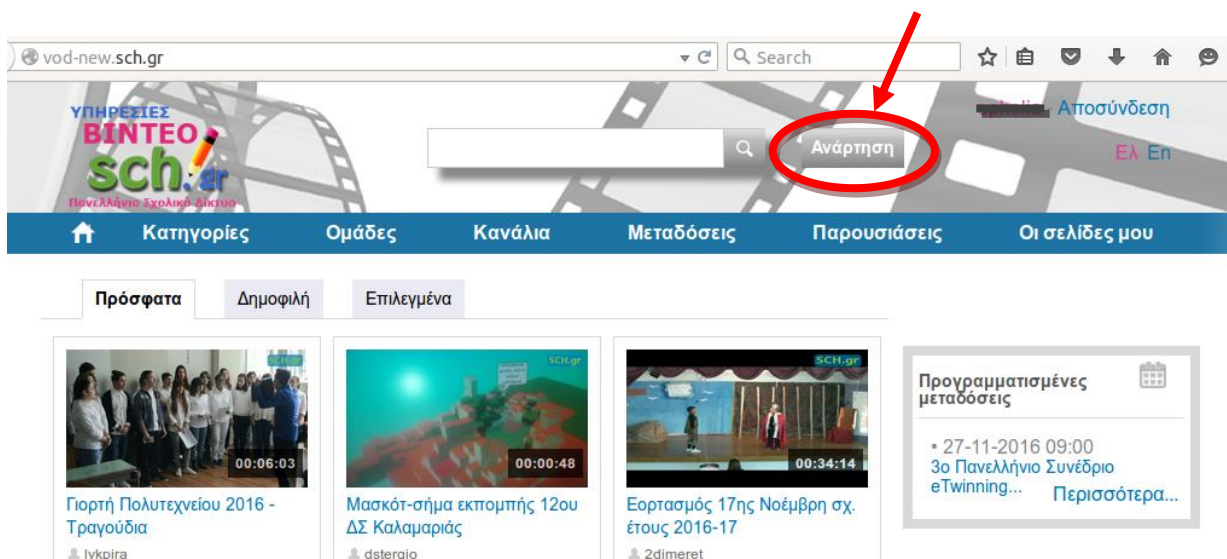 vod-new.sch.gr
Search
ΥΠΗΡΕΣΙΕΣ
ΒΙΝΤΕΟ
sch.gr
Πανελλήνιο Σχολικό Δίκτυο
Ανάρτηση
Αποσύνδεση
Ελ En
Κατηγορίες Ομάδες Κανάλια Μεταδόσεις Παρουσιάσεις Οι σελίδες μου
Πρόσφατα Δημοφιλή Επιλεγμένα
SCH.gr
00:06:03
Γιορτή Πολυτεχνείου 2016 -
Τραγούδια
lykpira
SCH.gr
00:00:48
Μασκότ-σήμα εκπομπής 12ου
ΔΣ Καλαμαριάς
dstergio
SCH.gr
00:34:14
Εορτασμός 17ης Νοέμβρη σχ.
έτους 2016-17
2dimeret
Προγραμματισμένες
μεταδόσεις
• 27-11-2016 09:00
3ο Πανελλήνιο Συνέδριο
eTwinning...
Περισσότερα...